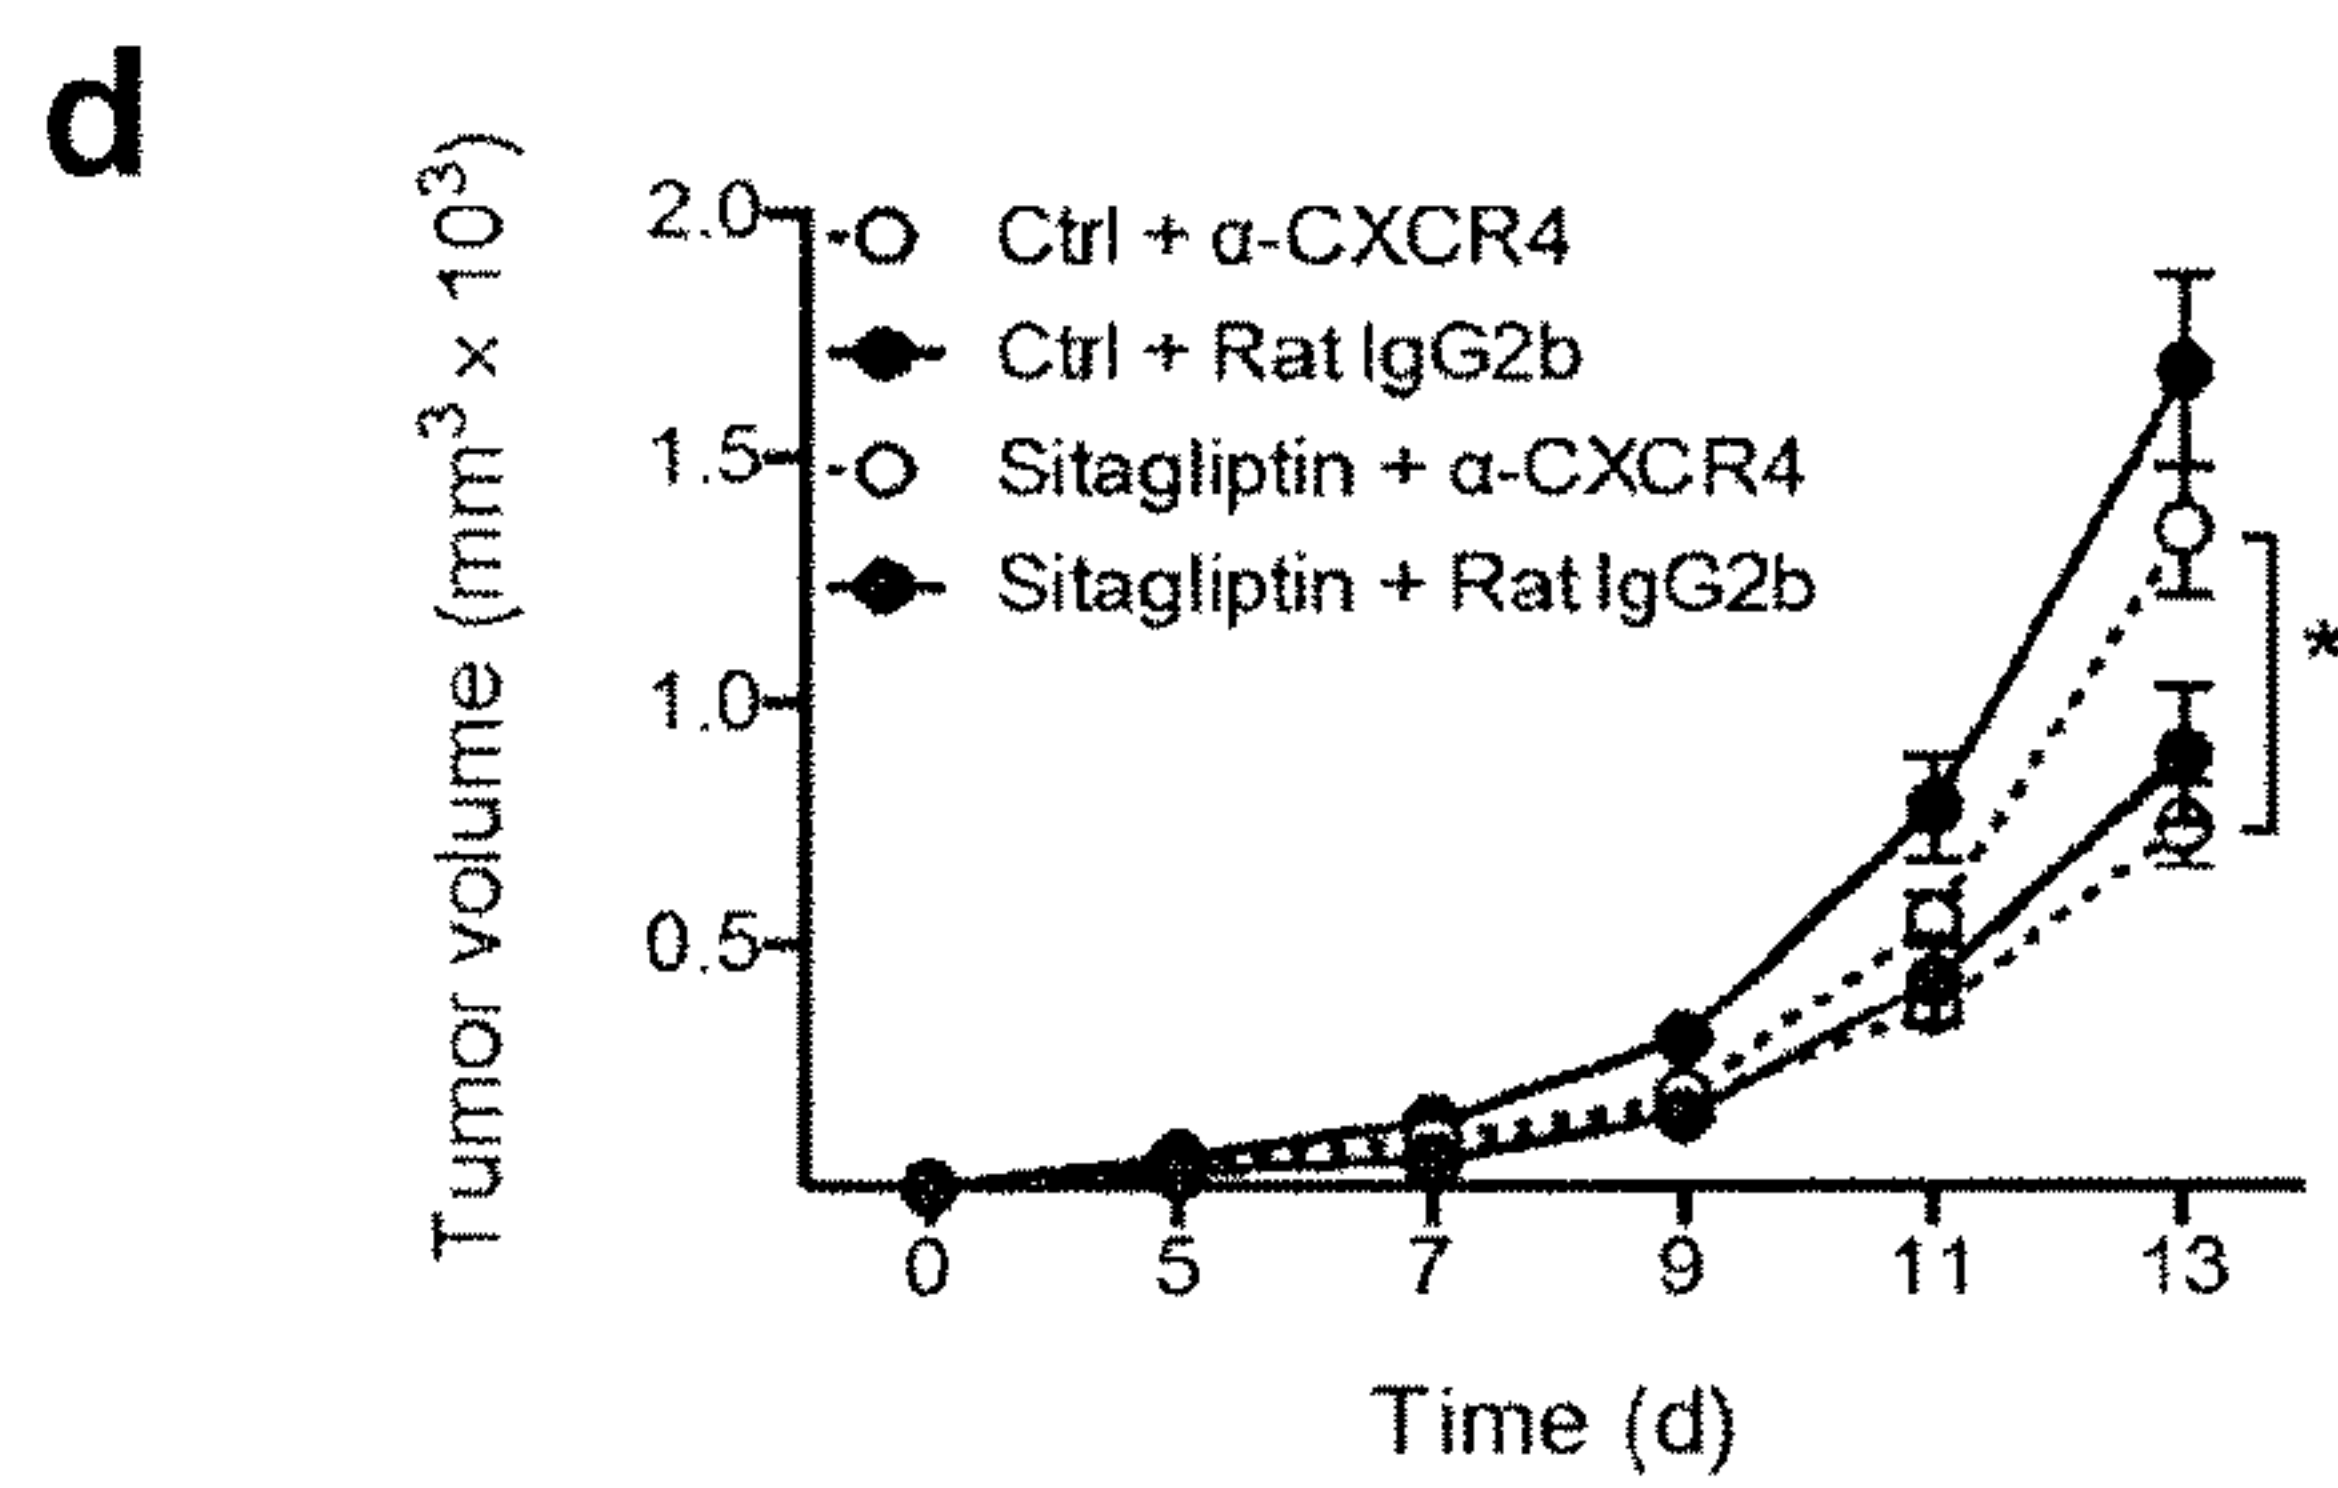 d
Tumor volume (mm³ x 10³)
2.0
1.5
1.0
0.5
Ctrl + α-CXCR4
Ctrl + Rat IgG2b
Sitagliptin + α-CXCR4
Sitagliptin + Rat IgG2b
*
0 5 7 9 11 13
Time (d)